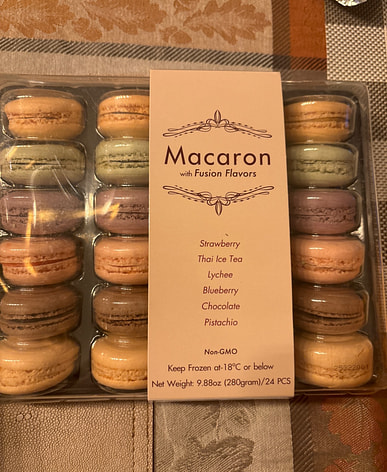 Macaron
with Fusion Flavors
Strawberry
Thai Ice Tea
Lychee
Blueberry
Chocolate
Pistachio
Non-GMO
Keep Frozen at-18°C or below
Net Weight: 9.88oz (280gram)/24 PCS